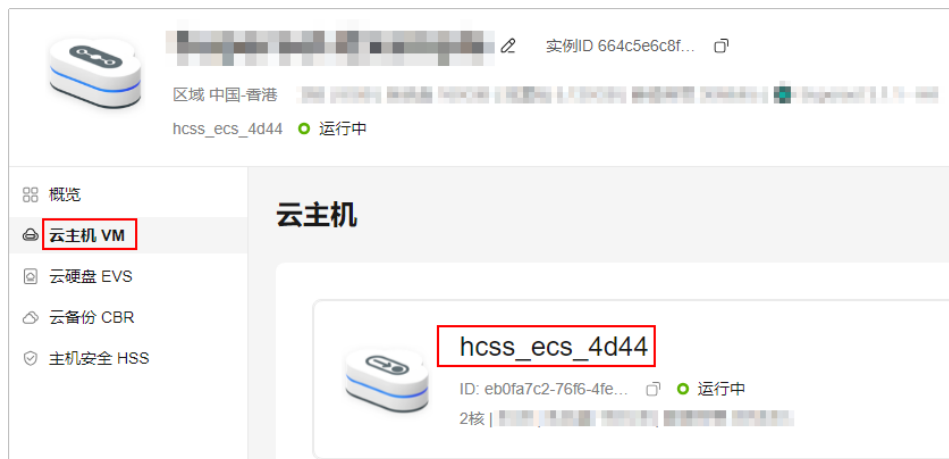 实例ID 664c5e6c8f...
区域 中国-香港
hcss_ecs_4d44 运行中
概览
云主机 VM
云硬盘 EVS
云备份 CBR
主机安全 HSS
云主机
hcss_ecs_4d44
ID: eb0fa7c2-76f6-4fe... 运行中
2核 |